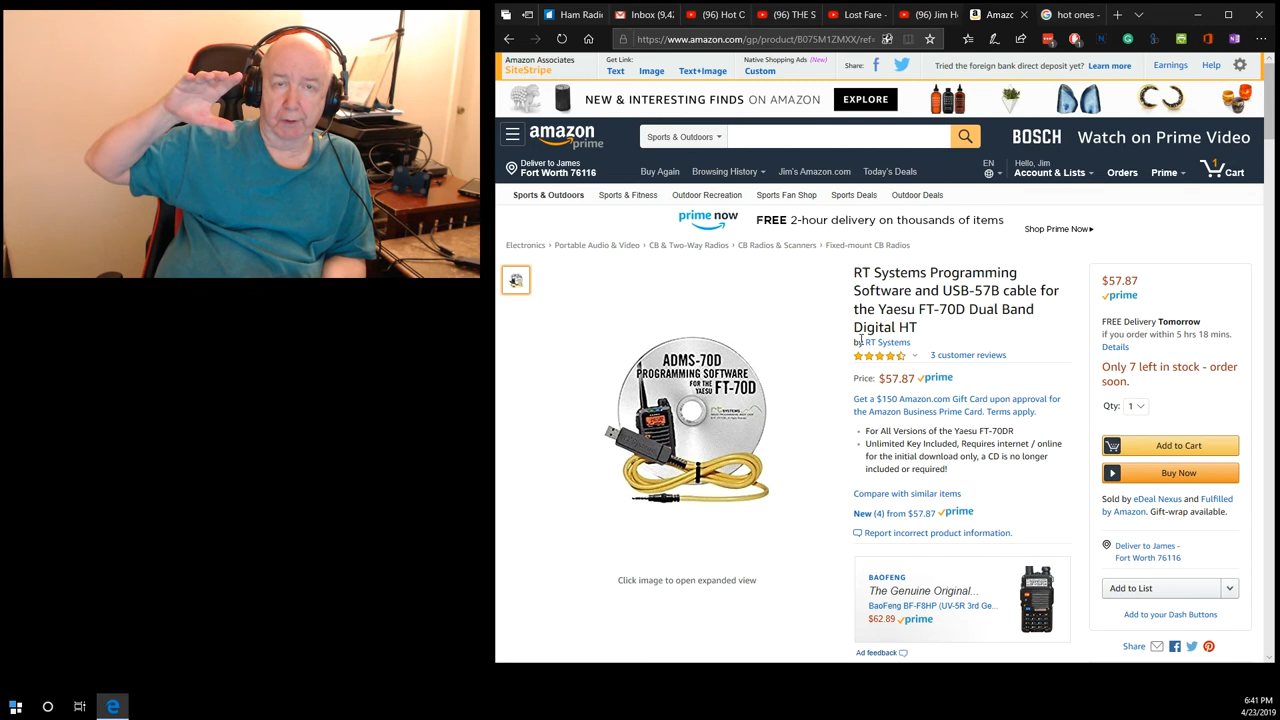 Ham Radi
Inbox (9,4
(96) Hot C
(96) THE S
Lost Fare -
(96) Jim H
Amaz
hot ones -
https://www.amazon.com/gp/product/B075M1ZMXX/ref=
Amazon Associates
SiteStripe
Get Link:
Text
Image
Text+Image
Native Shopping Ads (New)
Custom
Share:
Tried the foreign bank direct deposit yet? Learn more
Earnings
Help
NEW & INTERESTING FINDS ON AMAZON
EXPLORE
amazon
prime
Sports & Outdoors
BOSCH
Watch on Prime Video
Deliver to James
Fort Worth 76116
Buy Again
Browsing History
Jim's Amazon.com
Today's Deals
EN
Hello, Jim
Account & Lists
Orders
Prime
1
Cart
Sports & Outdoors
Sports & Fitness
Outdoor Recreation
Sports Fan Shop
Sports Deals
Outdoor Deals
prime now
FREE 2-hour delivery on thousands of items
Shop Prime Now
Electronics › Portable Audio & Video › CB & Two-Way Radios › CB Radios & Scanners › Fixed-mount CB Radios
ADMS-70D
PROGRAMMING SOFTWARE
FOR THE
YAESU
FT-70D
Click image to open expanded view
RT Systems Programming
Software and USB-57B cable for
the Yaesu FT-70D Dual Band
Digital HT
by RT Systems
3 customer reviews
Price: $57.87 prime
Get a $150 Amazon.com Gift Card upon approval for
the Amazon Business Prime Card. Terms apply.
For All Versions of the Yaesu FT-70DR
Unlimited Key Included, Requires internet / online
for the initial download only, a CD is no longer
included or required!
Compare with similar items
New (4) from $57.87 prime
Report incorrect product information.
BAOFENG
The Genuine Original...
BaoFeng BF-F8HP (UV-5R 3rd Ge...
$62.89 prime
Ad feedback
$57.87
prime
FREE Delivery Tomorrow
if you order within 5 hrs 18 mins.
Details
Only 7 left in stock - order
soon.
Qty: 1
Add to Cart
Buy Now
Sold by eDeal Nexus and Fulfilled
by Amazon. Gift-wrap available.
Deliver to James -
Fort Worth 76116
Add to List
Add to your Dash Buttons
Share
6:41 PM
4/23/2019